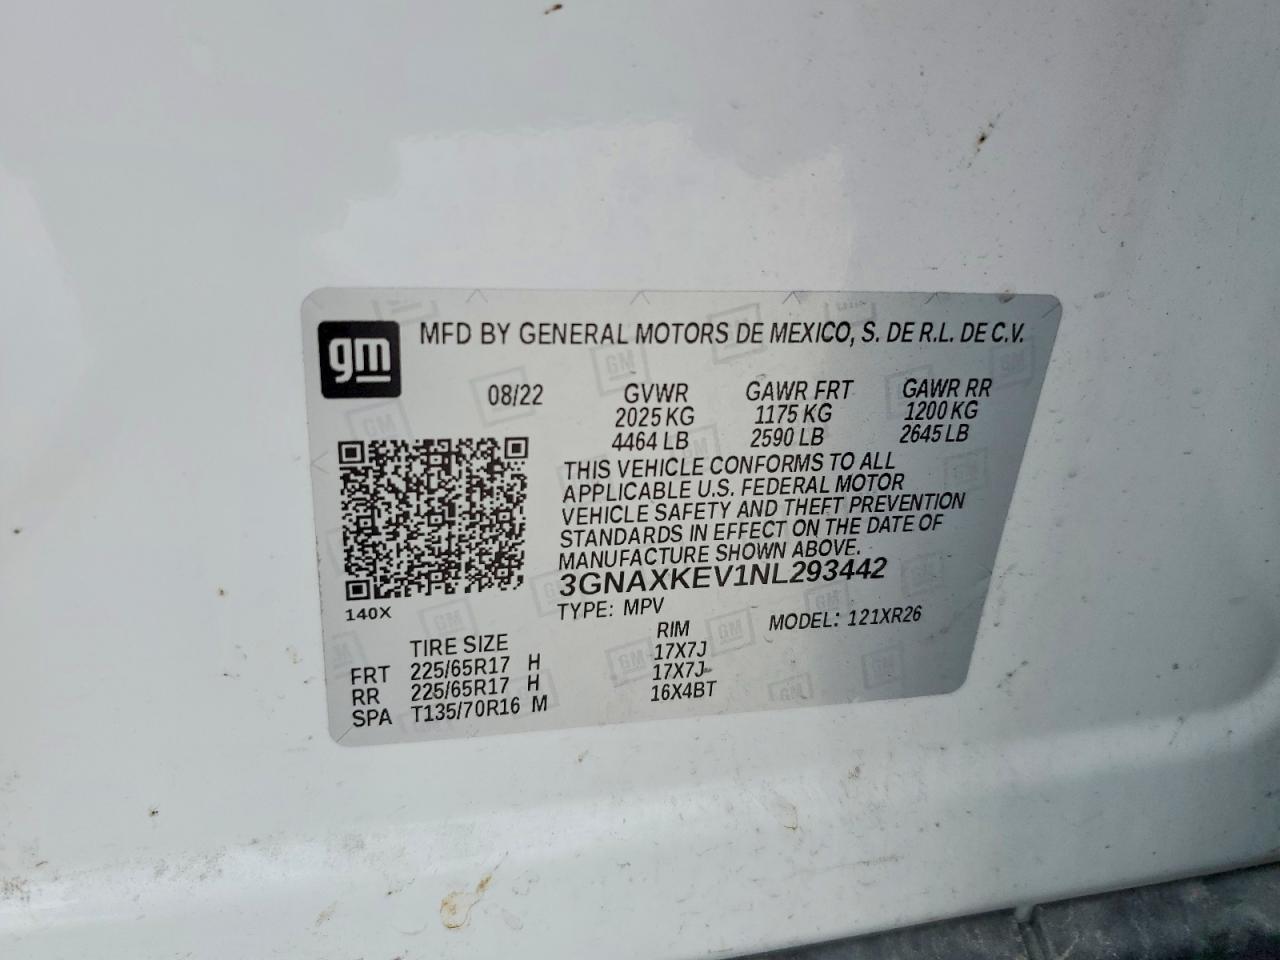 gm
MFD BY GENERAL MOTORS DE MEXICO, S. DE R.L. DE C.V.
08/22 GVWR GAWR FRT GAWR RR
2025 KG 1175 KG 1200 KG
4464 LB 2590 LB 2645 LB
THIS VEHICLE CONFORMS TO ALL
APPLICABLE U.S. FEDERAL MOTOR
VEHICLE SAFETY AND THEFT PREVENTION
STANDARDS IN EFFECT ON THE DATE OF
MANUFACTURE SHOWN ABOVE.
3GNAXKEV1NL293442
140X TYPE: MPV MODEL: 121XR26
TIRE SIZE RIM
FRT 225/65R17 H 17X7J
RR 225/65R17 H 17X7J
SPA T135/70R16 M 16X4BT